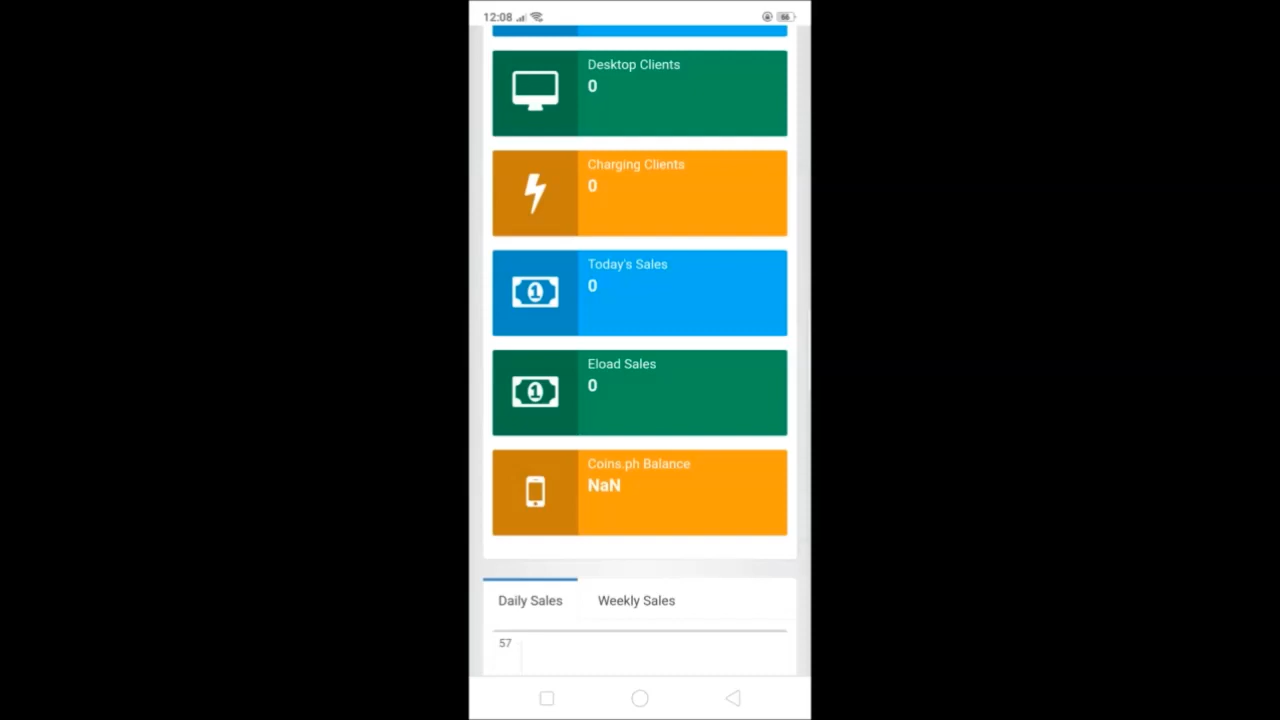 12:08
56
Desktop Clients
0
Charging Clients
0
Today's Sales
0
Eload Sales
0
Coins.ph Balance
NaN
Daily Sales
Weekly Sales
57